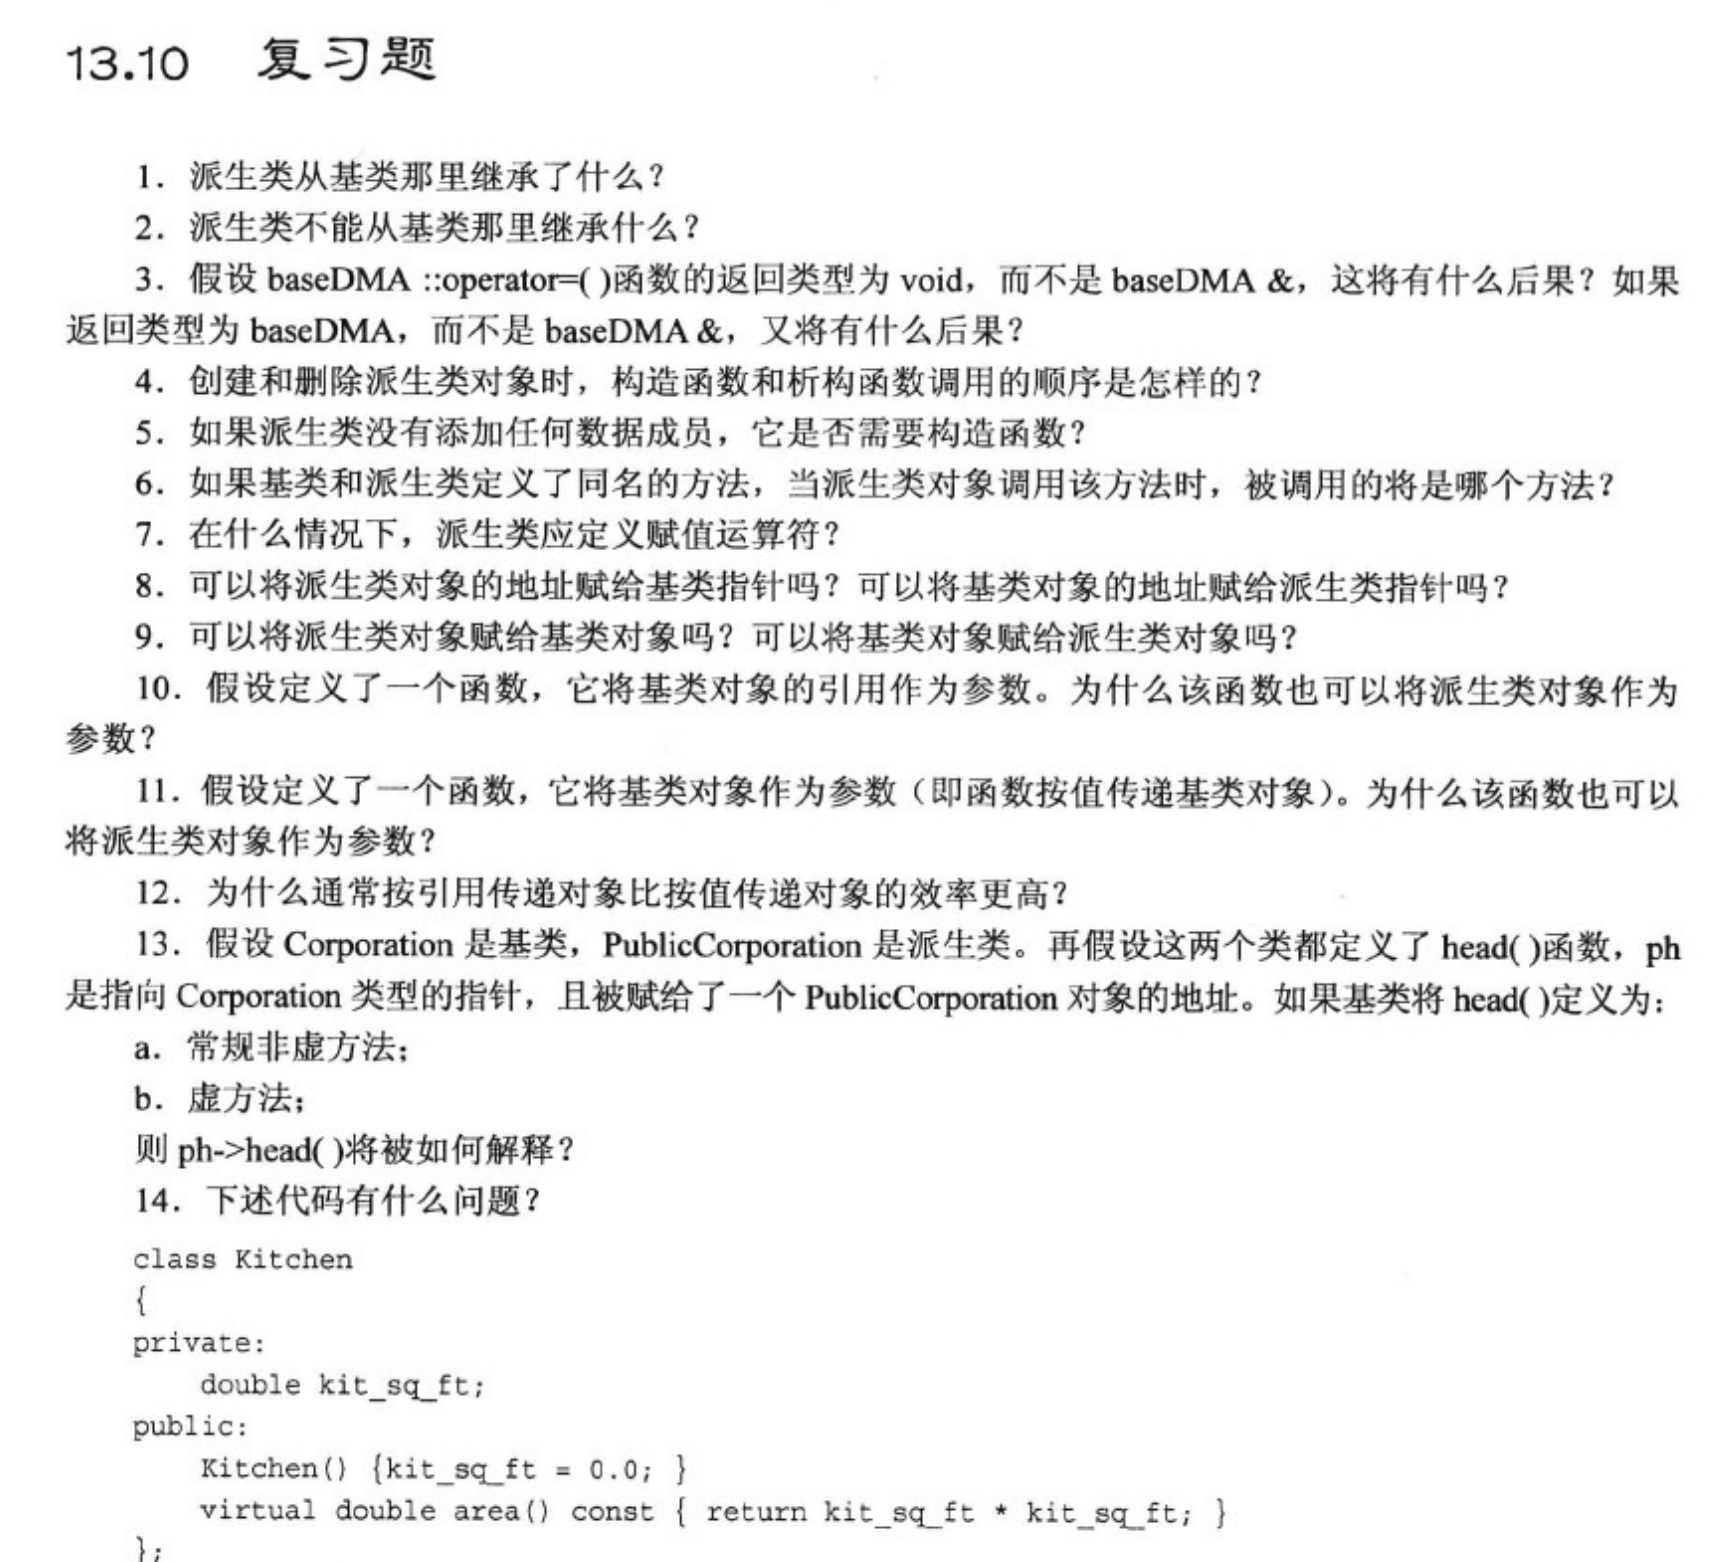 13.10 复习题
1．派生类从基类那里继承了什么？
2．派生类不能从基类那里继承什么？
3．假设 baseDMA ::operator=( )函数的返回类型为 void，而不是 baseDMA &，这将有什么后果？如果
返回类型为 baseDMA，而不是 baseDMA &，又将有什么后果？
4．创建和删除派生类对象时，构造函数和析构函数调用的顺序是怎样的？
5．如果派生类没有添加任何数据成员，它是否需要构造函数？
6．如果基类和派生类定义了同名的方法，当派生类对象调用该方法时，被调用的将是哪个方法？
7．在什么情况下，派生类应定义赋值运算符？
8．可以将派生类对象的地址赋给基类指针吗？可以将基类对象的地址赋给派生类指针吗？
9．可以将派生类对象赋给基类对象吗？可以将基类对象赋给派生类对象吗？
10．假设定义了一个函数，它将基类对象的引用作为参数。为什么该函数也可以将派生类对象作为
参数？
11．假设定义了一个函数，它将基类对象作为参数（即函数按值传递基类对象）。为什么该函数也可以
将派生类对象作为参数？
12．为什么通常按引用传递对象比按值传递对象的效率更高？
13．假设 Corporation 是基类，PublicCorporation 是派生类。再假设这两个类都定义了 head( )函数，ph
是指向 Corporation 类型的指针，且被赋给了一个 PublicCorporation 对象的地址。如果基类将 head( )定义为：
a．常规非虚方法；
b．虚方法；
则 ph->head( )将被如何解释？
14．下述代码有什么问题？
class Kitchen
{
private:
    double kit_sq_ft;
public:
    Kitchen() {kit_sq_ft = 0.0; }
    virtual double area() const { return kit_sq_ft * kit_sq_ft; }
};